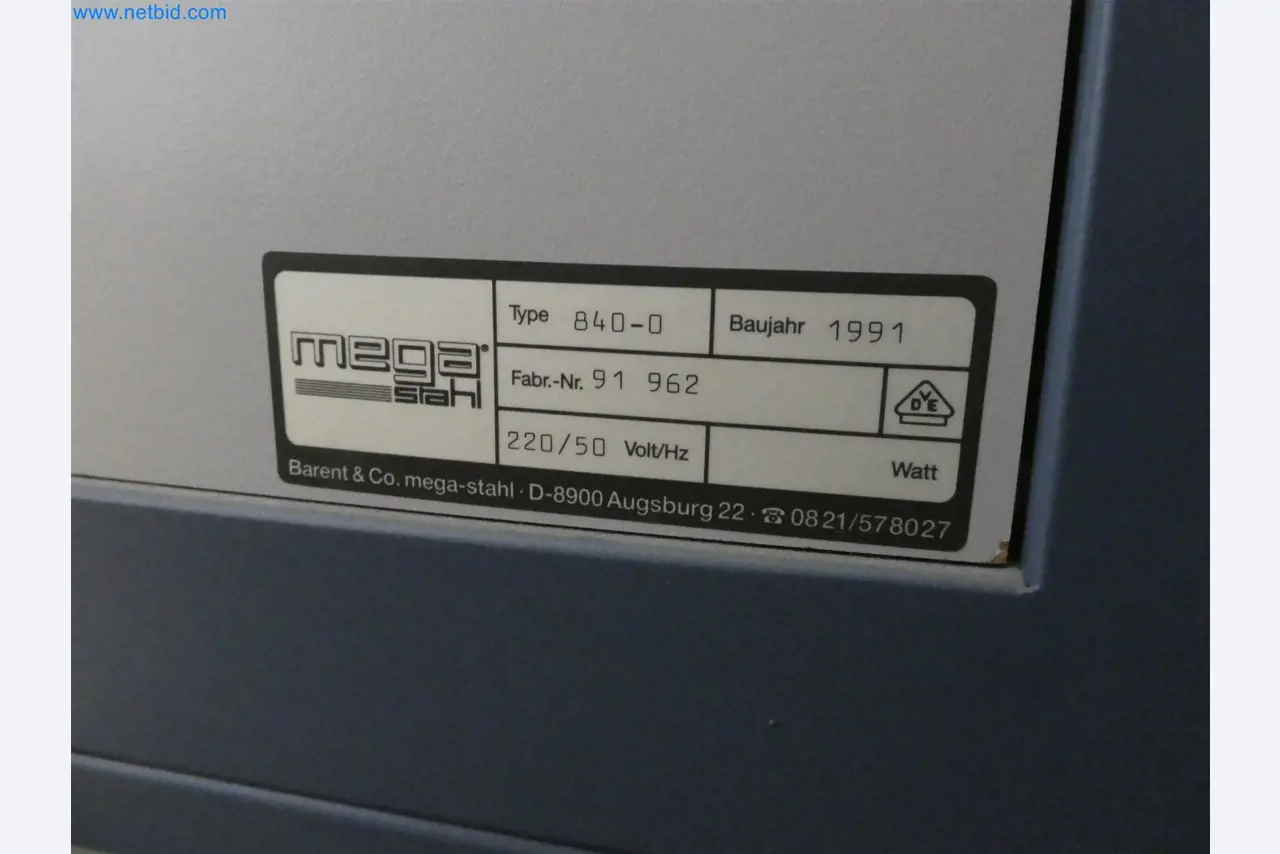 www.netbid.com
mega®
stahl
Type 840-0
Baujahr 1991
Fabr.-Nr. 91 962
VDE
220/50 Volt/Hz
Watt
Barent & Co. mega-stahl · D-8900 Augsburg 22 · ☎ 0821/578027